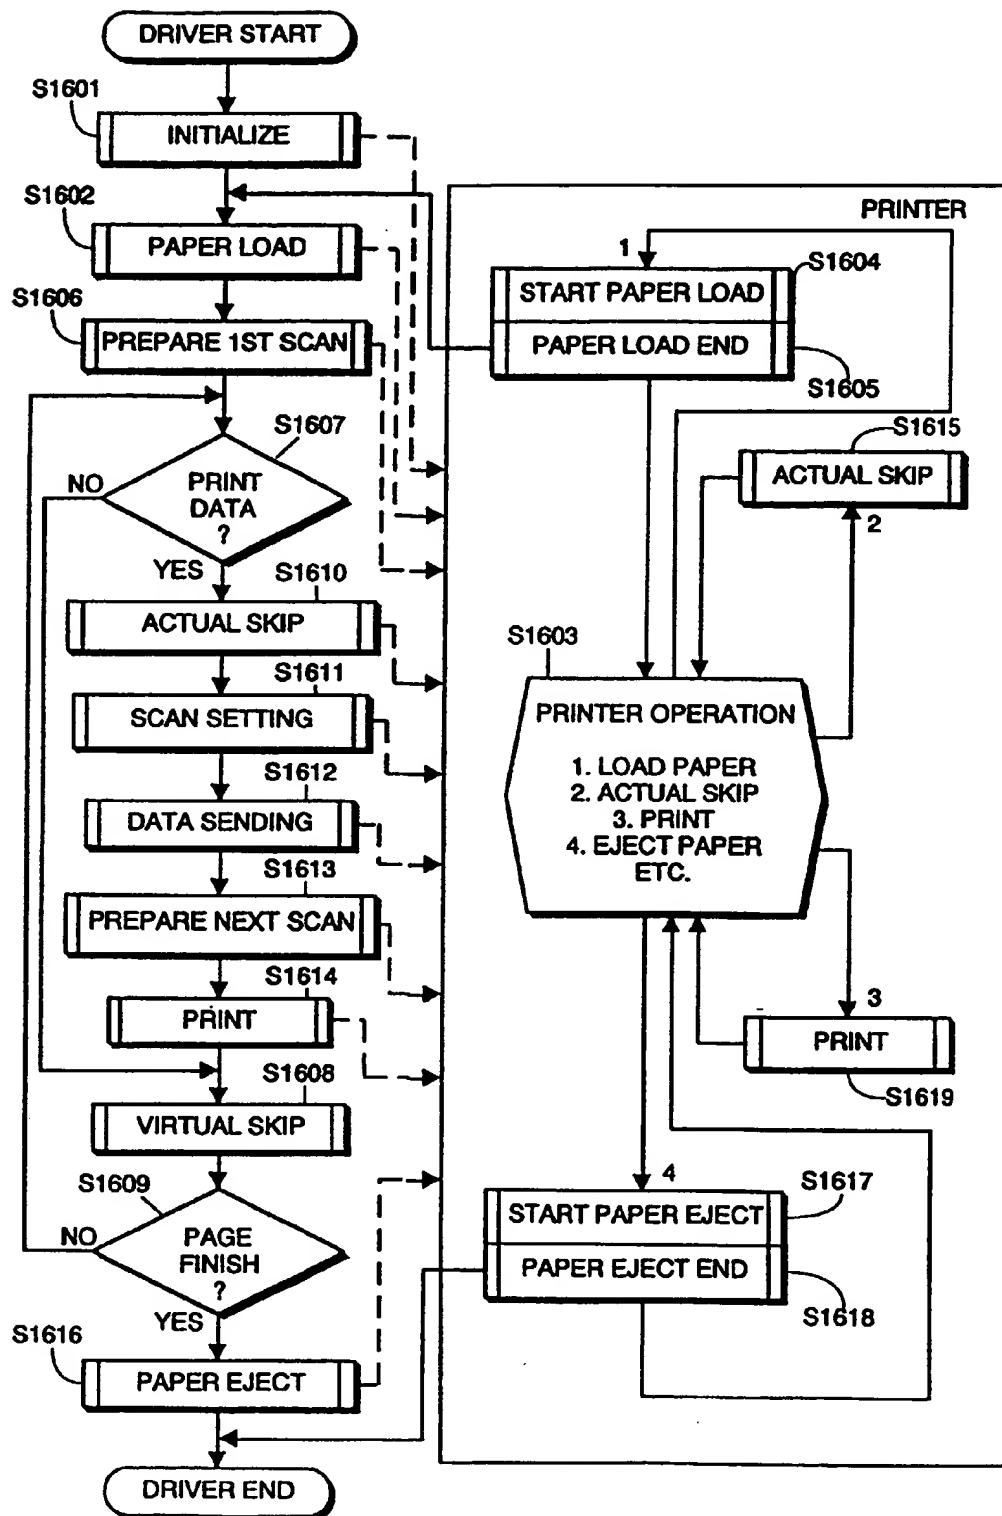 DRIVER START
S1601
INITIALIZE
S1602
PAPER LOAD
S1606
PREPARE 1ST SCAN
S1607
PRINT
DATA
?
NO
YES
S1610
ACTUAL SKIP
S1611
SCAN SETTING
S1612
DATA SENDING
S1613
PREPARE NEXT SCAN
S1614
PRINT
S1608
VIRTUAL SKIP
S1609
PAGE
FINISH
?
NO
YES
S1616
PAPER EJECT
DRIVER END
PRINTER
1
START PAPER LOAD
S1604
PAPER LOAD END
S1605
S1615
ACTUAL SKIP
2
S1603
PRINTER OPERATION
1. LOAD PAPER
2. ACTUAL SKIP
3. PRINT
4. EJECT PAPER
ETC.
3
PRINT
S1619
4
START PAPER EJECT
S1617
PAPER EJECT END
S1618